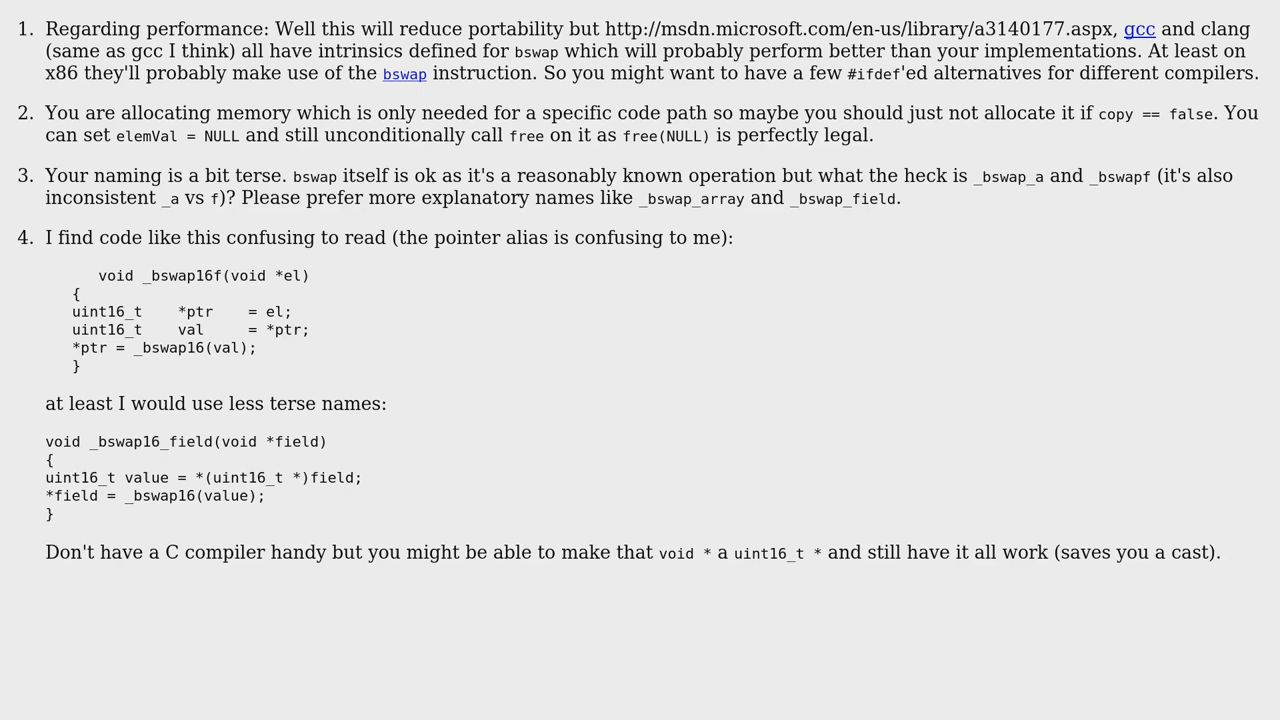 1. Regarding performance: Well this will reduce portability but http://msdn.microsoft.com/en-us/library/a3140177.aspx, gcc and clang
(same as gcc I think) all have intrinsics defined for bswap which will probably perform better than your implementations. At least on
x86 they'll probably make use of the bswap instruction. So you might want to have a few #ifdef'ed alternatives for different compilers.
2. You are allocating memory which is only needed for a specific code path so maybe you should just not allocate it if copy == false. You
can set elemVal = NULL and still unconditionally call free on it as free(NULL) is perfectly legal.
3. Your naming is a bit terse. bswap itself is ok as it's a reasonably known operation but what the heck is _bswap_a and _bswapf (it's also
inconsistent _a vs f)? Please prefer more explanatory names like _bswap_array and _bswap_field.
4. I find code like this confusing to read (the pointer alias is confusing to me):
void _bswap16f(void *el)
{
uint16_t    *ptr    = el;
uint16_t    val     = *ptr;
*ptr = _bswap16(val);
}
at least I would use less terse names:
void _bswap16_field(void *field)
{
uint16_t value = *(uint16_t *)field;
*field = _bswap16(value);
}
Don't have a C compiler handy but you might be able to make that void * a uint16_t * and still have it all work (saves you a cast).